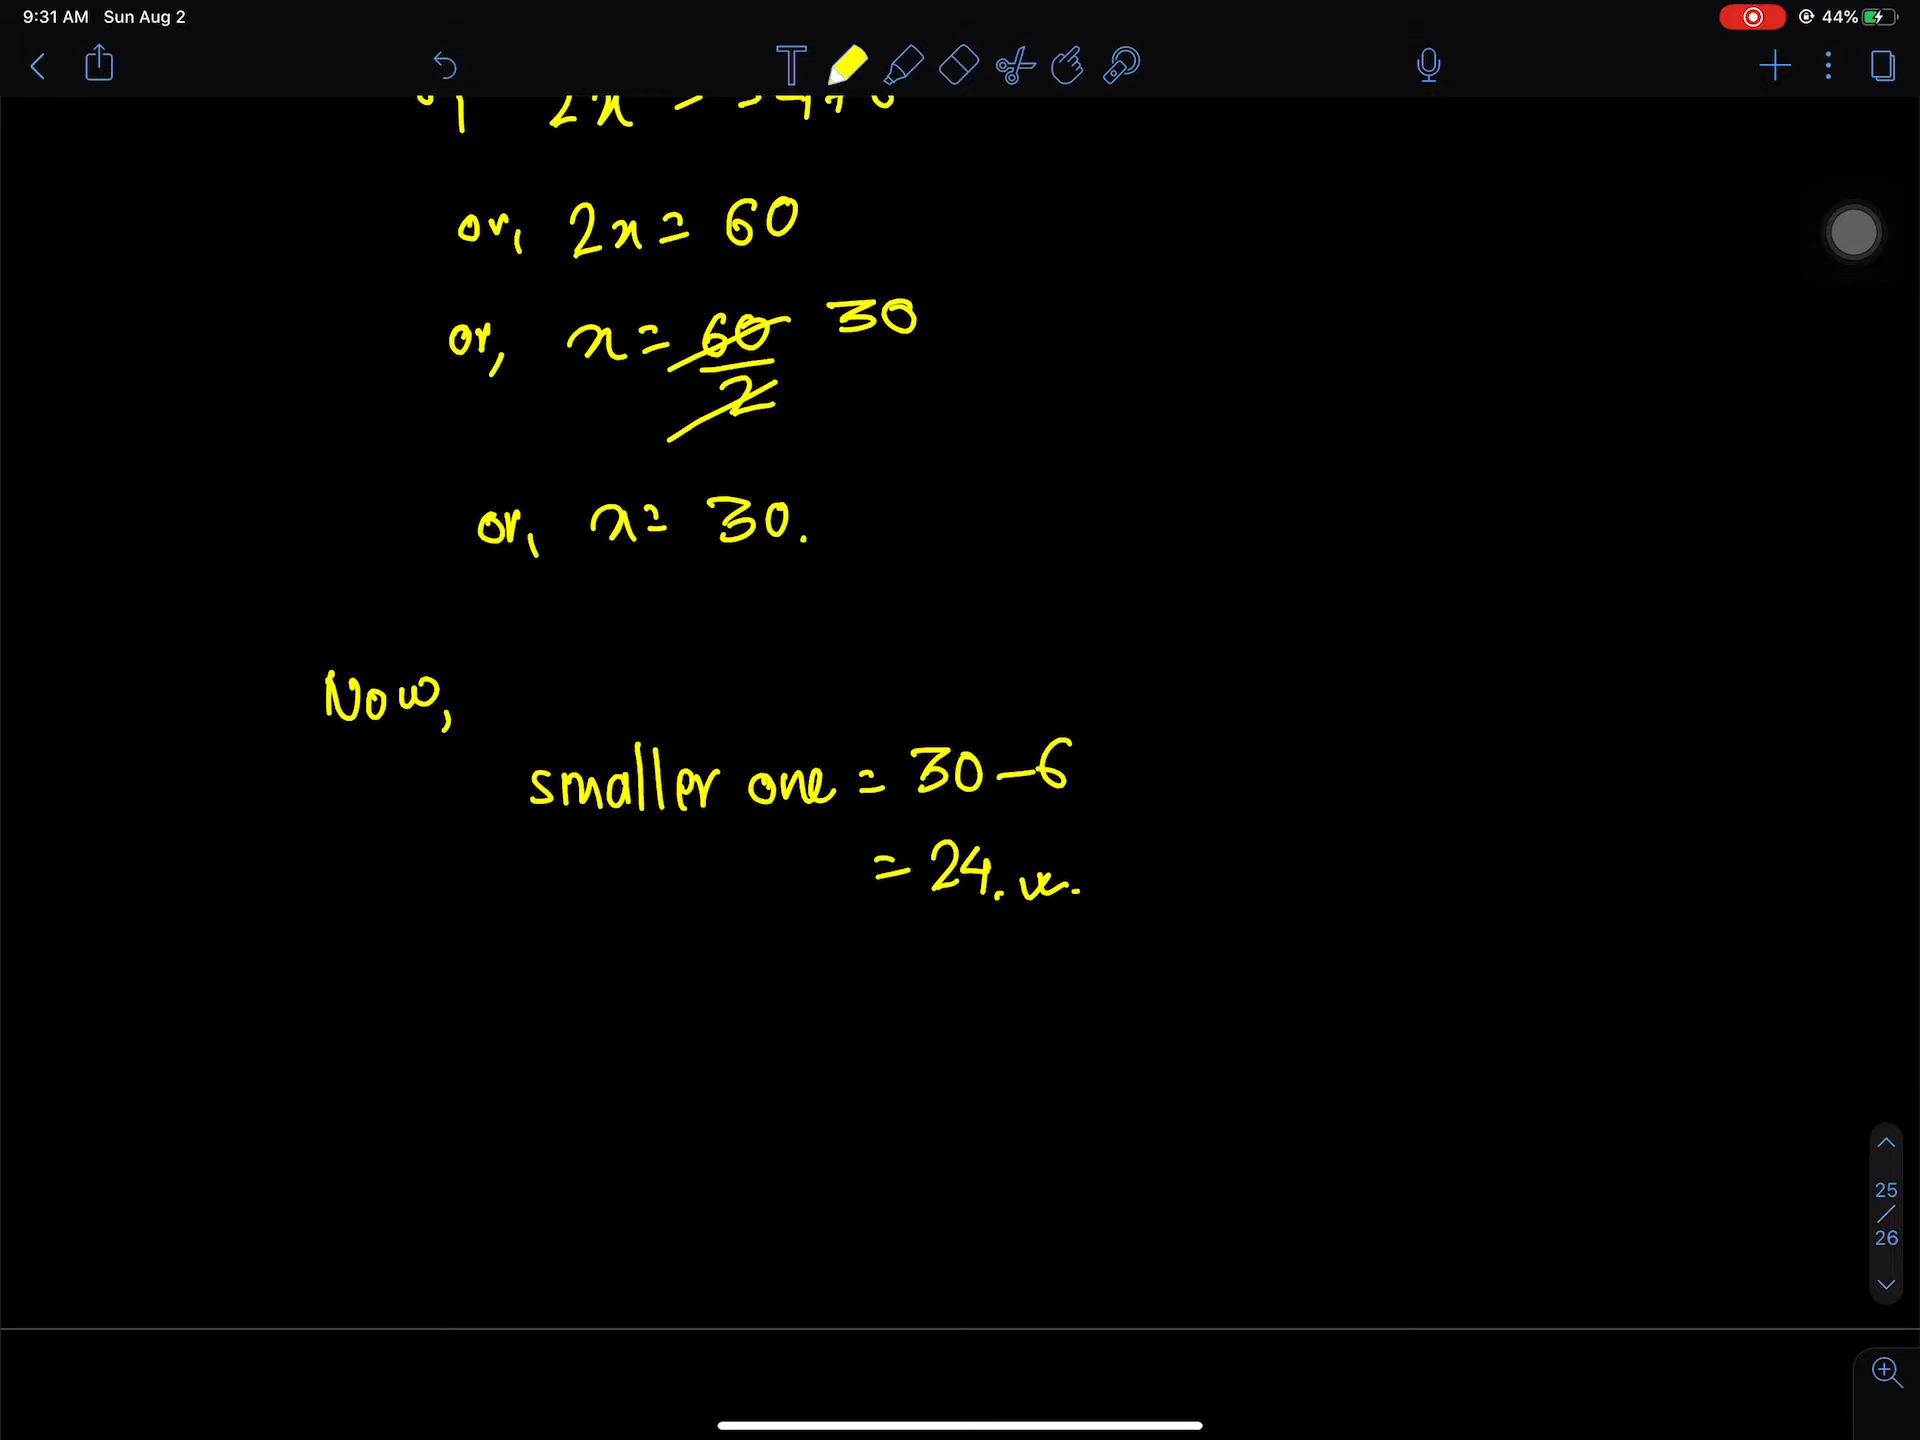 9:31 AM Sun Aug 2
44%
or, 2x = 60
or, x = 60/2 30
or, x = 30.
Now,
smaller one = 30 - 6
= 24.
25
/
26